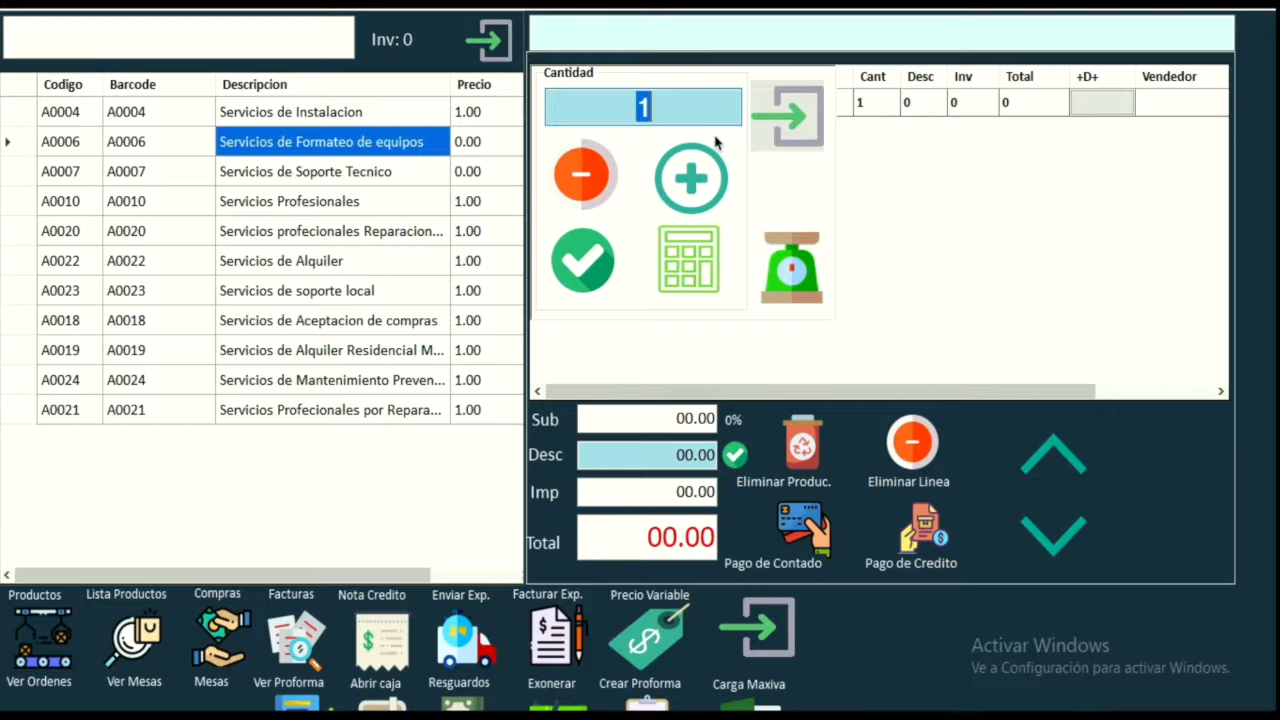 Inv: 0
Codigo Barcode Descripcion Precio
A0004 A0004 Servicios de Instalacion 1.00
A0006 A0006 Servicios de Formateo de equipos 0.00
A0007 A0007 Servicios de Soporte Tecnico 0.00
A0010 A0010 Servicios Profesionales 1.00
A0020 A0020 Servicios profecionales Reparacion... 1.00
A0022 A0022 Servicios de Alquiler 1.00
A0023 A0023 Servicios de soporte local 1.00
A0018 A0018 Servicios de Aceptacion de compras 1.00
A0019 A0019 Servicios de Alquiler Residencial M... 1.00
A0024 A0024 Servicios de Mantenimiento Preven... 1.00
A0021 A0021 Servicios Profecionales por Repara... 1.00
Cantidad
1
Cant Desc Inv Total +D+ Vendedor
1 0 0 0
Sub 00.00 0%
Desc 00.00
Imp 00.00
Total 00.00
Eliminar Produc. Eliminar Linea
Pago de Contado Pago de Credito
Productos Lista Productos Compras Facturas Nota Credito Enviar Exp. Facturar Exp. Precio Variable
Ver Ordenes Ver Mesas Mesas Ver Proforma Abrir caja Resguardos Exonerar Crear Proforma Carga Maxiva
Activar Windows
Ve a Configuración para activar Windows.